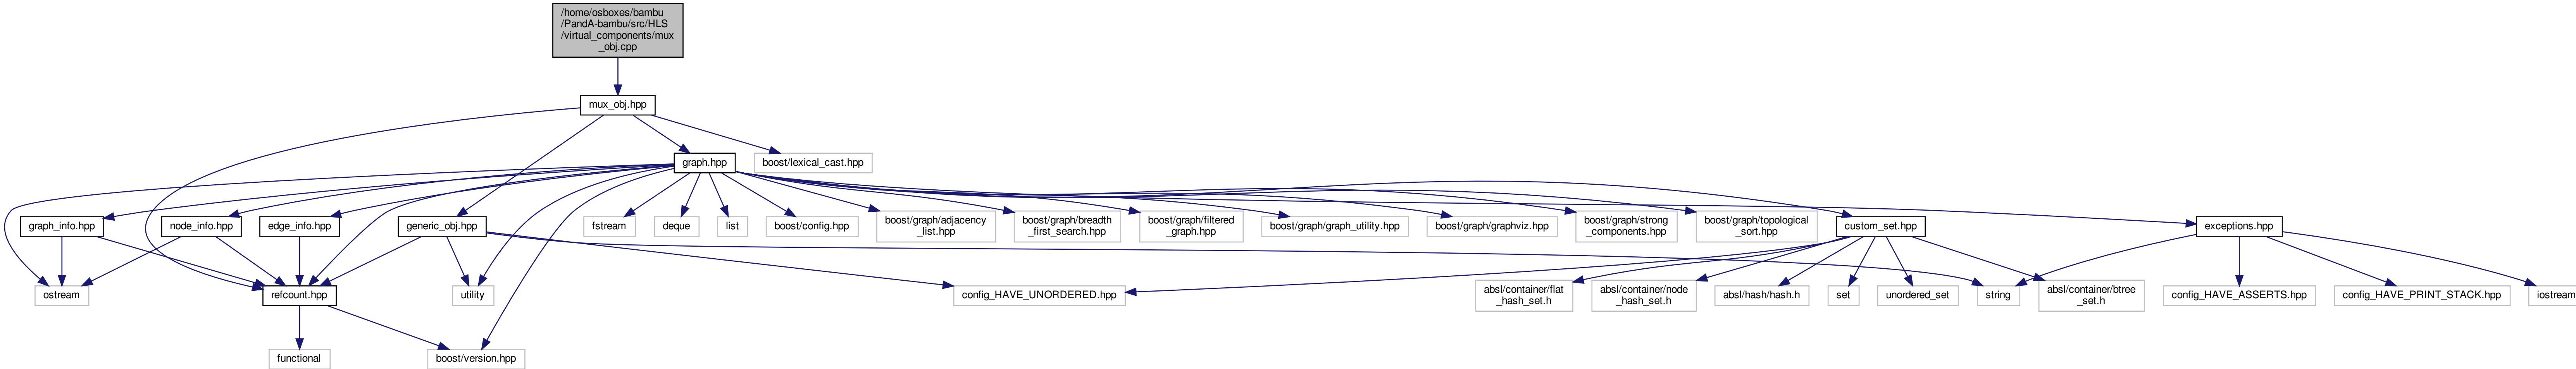 /home/osboxes/bambu
/PandA-bambu/src/HLS
/virtual_components/mux
_obj.cpp
mux_obj.hpp
graph.hpp
boost/lexical_cast.hpp
graph_info.hpp
node_info.hpp
edge_info.hpp
generic_obj.hpp
fstream
deque
list
boost/config.hpp
boost/graph/adjacency
_list.hpp
boost/graph/breadth
_first_search.hpp
boost/graph/filtered
_graph.hpp
boost/graph/graph_utility.hpp
boost/graph/graphviz.hpp
boost/graph/strong
_components.hpp
boost/graph/topological
_sort.hpp
custom_set.hpp
exceptions.hpp
ostream
refcount.hpp
utility
config_HAVE_UNORDERED.hpp
absl/container/flat
_hash_set.h
absl/container/node
_hash_set.h
absl/hash/hash.h
set
unordered_set
string
absl/container/btree
_set.h
config_HAVE_ASSERTS.hpp
config_HAVE_PRINT_STACK.hpp
iostream
functional
boost/version.hpp